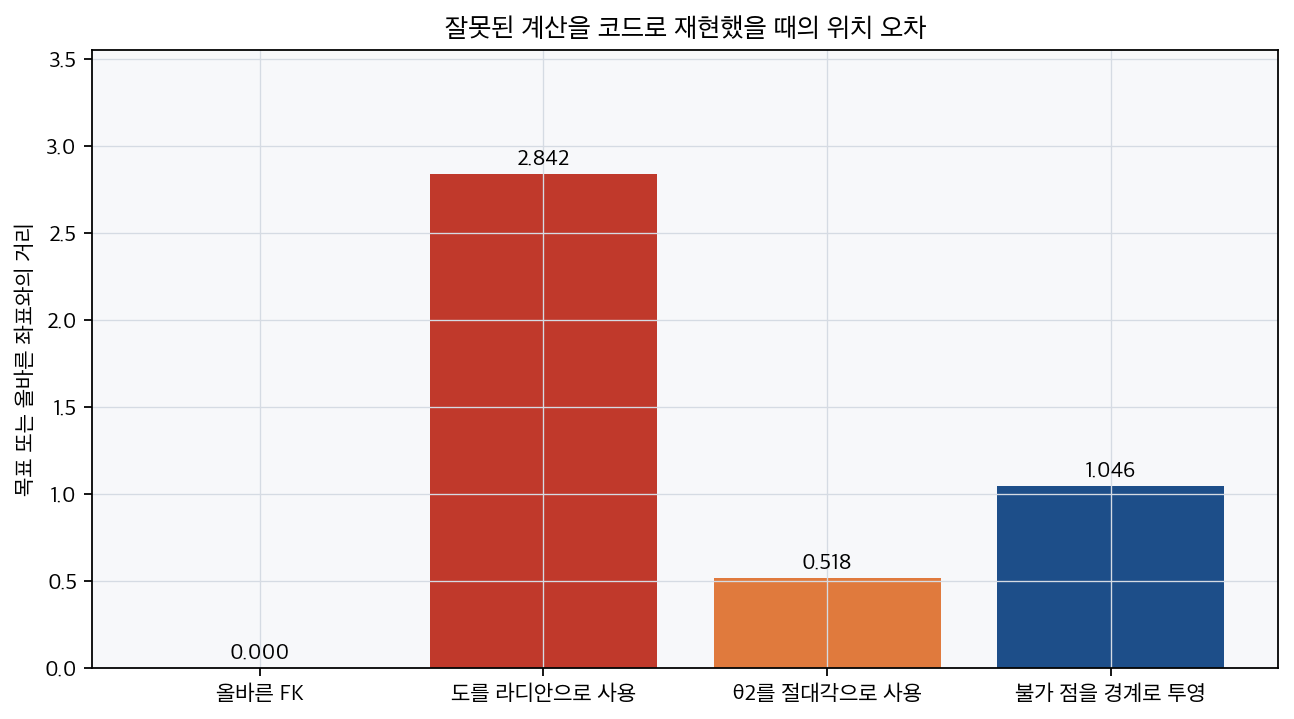 잘못된 계산을 코드로 재현했을 때의 위치 오차
목표 또는 올바른 좌표와의 거리
3.5
3.0
2.5
2.0
1.5
1.0
0.5
0.0
0.000
2.842
0.518
1.046
올바른 FK
도를 라디안으로 사용
θ2를 절대각으로 사용
불가 점을 경계로 투영